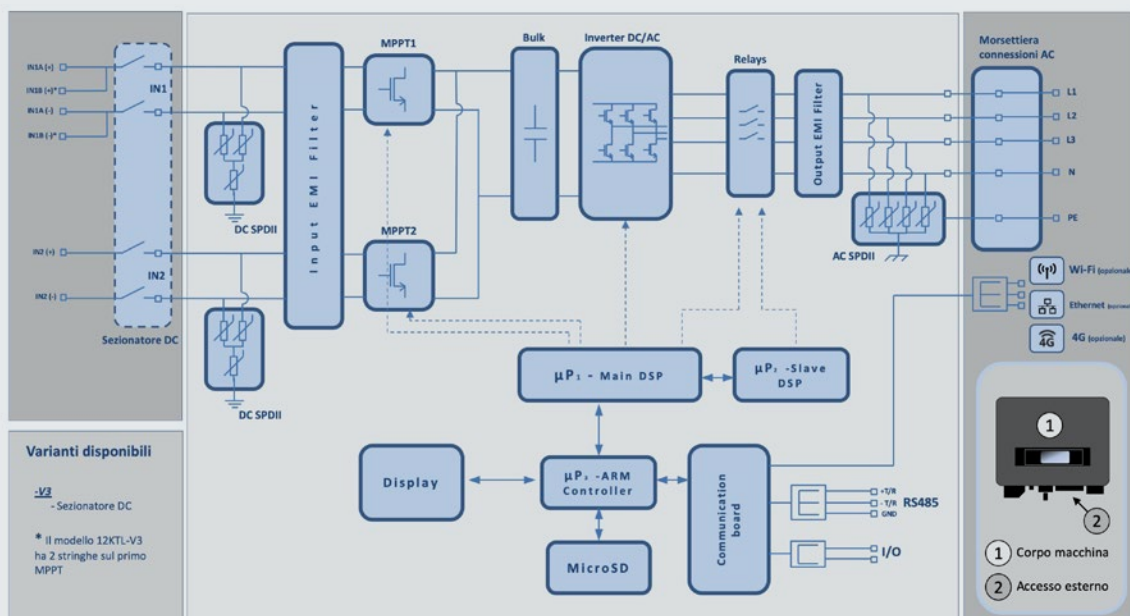 IN1A (+)
IN1B (+)*
IN1A (-)
IN1B (-)*
IN2 (+)
IN2 (-)
IN1
IN2
Sezionatore DC
DC SPDII
DC SPDII
Input EMI Filter
MPPT1
MPPT2
Bulk
Inverter DC/AC
Relays
Output EMI Filter
AC SPDII
Morsettiera
connessioni AC
L1
L2
L3
N
PE
Wi-Fi (opzionale)
Ethernet
4G
4G (opzionale)
µP₁ - Main DSP
-Slave
DSP
-ARM
Controller
Display
MicroSD
Communication
board
+T/R
- T/R
GND
RS485
I/O
Varianti disponibili
-V3
- Sezionatore DC
* Il modello 12KTL-V3
ha 2 stringhe sul primo
MPPT
1
2
1 Corpo macchina
2 Accesso esterno